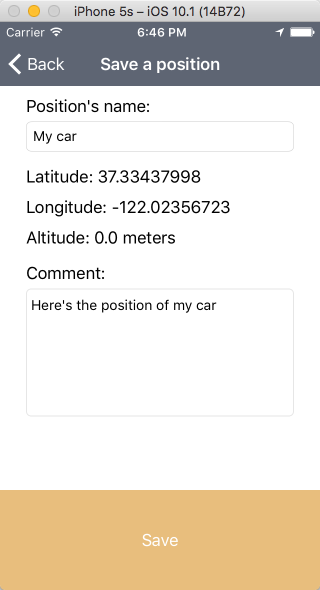 iPhone 5s – iOS 10.1 (14B72)
Carrier 6:46 PM
Back Save a position
Position's name:
My car
Latitude: 37.33437998
Longitude: -122.02356723
Altitude: 0.0 meters
Comment:
Here's the position of my car
Save